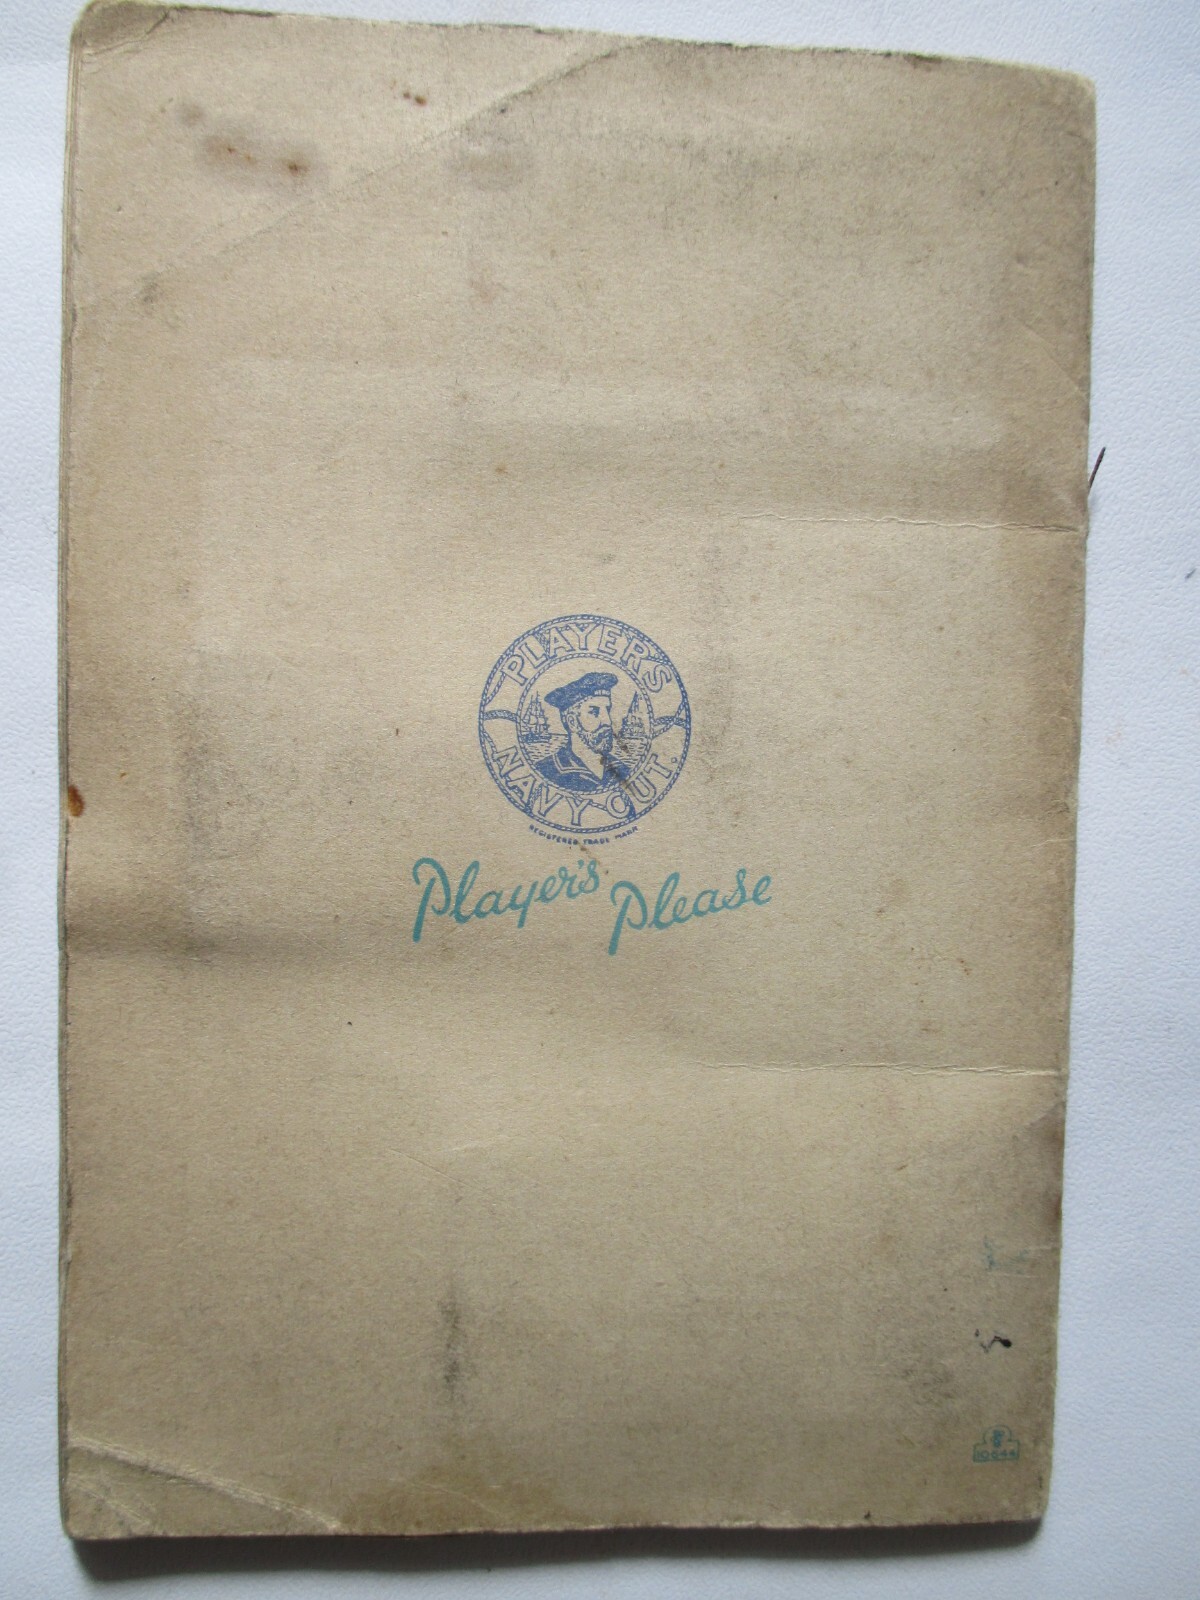 PLAYER'S
NAVY CUT.
REGISTERED TRADE MARK
Player's Please